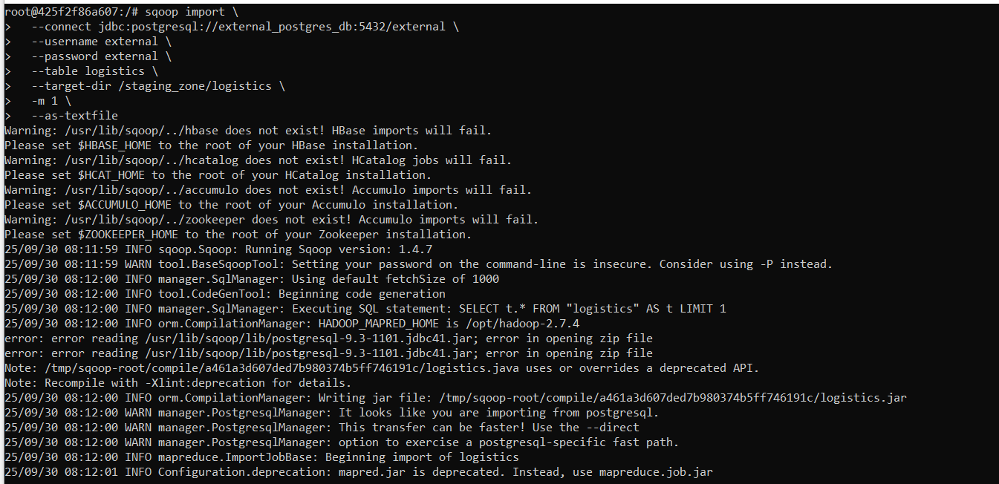 root@425f2f86a607:/# sqoop import \
>   --connect jdbc:postgresql://external_postgres_db:5432/external \
>   --username external \
>   --password external \
>   --table logistics \
>   --target-dir /staging_zone/logistics \
>   -m 1 \
>   --as-textfile
Warning: /usr/lib/sqoop/../hbase does not exist! HBase imports will fail.
Please set $HBASE_HOME to the root of your HBase installation.
Warning: /usr/lib/sqoop/../hcatalog does not exist! HCatalog jobs will fail.
Please set $HCAT_HOME to the root of your HCatalog installation.
Warning: /usr/lib/sqoop/../accumulo does not exist! Accumulo imports will fail.
Please set $ACCUMULO_HOME to the root of your Accumulo installation.
Warning: /usr/lib/sqoop/../zookeeper does not exist! Accumulo imports will fail.
Please set $ZOOKEEPER_HOME to the root of your Zookeeper installation.
25/09/30 08:11:59 INFO sqoop.Sqoop: Running Sqoop version: 1.4.7
25/09/30 08:11:59 WARN tool.BaseSqoopTool: Setting your password on the command-line is insecure. Consider using -P instead.
25/09/30 08:12:00 INFO manager.SqlManager: Using default fetchSize of 1000
25/09/30 08:12:00 INFO tool.CodeGenTool: Beginning code generation
25/09/30 08:12:00 INFO manager.SqlManager: Executing SQL statement: SELECT t.* FROM "logistics" AS t LIMIT 1
25/09/30 08:12:00 INFO orm.CompilationManager: HADOOP_MAPRED_HOME is /opt/hadoop-2.7.4
error: error reading /usr/lib/sqoop/lib/postgresql-9.3-1101.jdbc41.jar; error in opening zip file
error: error reading /usr/lib/sqoop/lib/postgresql-9.3-1101.jdbc41.jar; error in opening zip file
Note: /tmp/sqoop-root/compile/a461a3d607ded7b980374b5ff746191c/logistics.java uses or overrides a deprecated API.
Note: Recompile with -Xlint:deprecation for details.
25/09/30 08:12:00 INFO orm.CompilationManager: Writing jar file: /tmp/sqoop-root/compile/a461a3d607ded7b980374b5ff746191c/logistics.jar
25/09/30 08:12:00 WARN manager.PostgresqlManager: It looks like you are importing from postgresql.
25/09/30 08:12:00 WARN manager.PostgresqlManager: This transfer can be faster! Use the --direct
25/09/30 08:12:00 WARN manager.PostgresqlManager: option to exercise a postgresql-specific fast path.
25/09/30 08:12:00 INFO mapreduce.ImportJobBase: Beginning import of logistics
25/09/30 08:12:01 INFO Configuration.deprecation: mapred.jar is deprecated. Instead, use mapreduce.job.jar